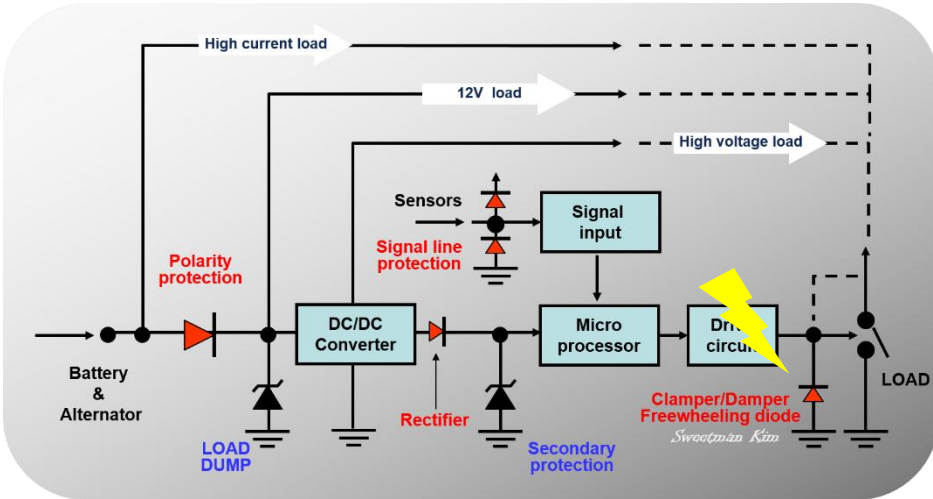 High current load
12V load
High voltage load
Sensors
Signal line
protection
Signal
input
Polarity
protection
DC/DC
Converter
Micro
processor
Battery
&
Alternator
Rectifier
LOAD
Clamper/Damper
Freewheeling diode
Sweetman Kim
LOAD
DUMP
Secondary
protection